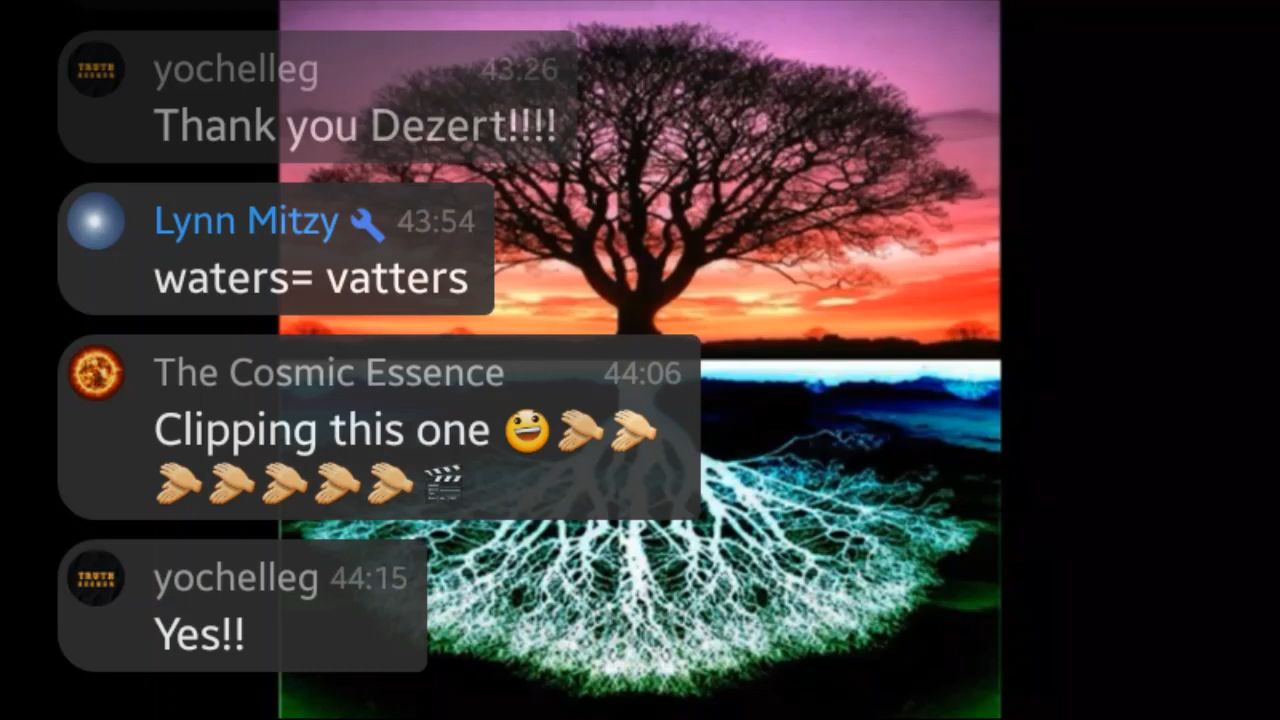 yochelleg 43:26
Thank you Dezert!!!!
Lynn Mitzy 🔧 43:54
waters= vatters
The Cosmic Essence 44:06
Clipping this one 😃🫴🫴
🫴🫴🫴🫴🫴🎬
TRUTH
yochelleg 44:15
Yes!!